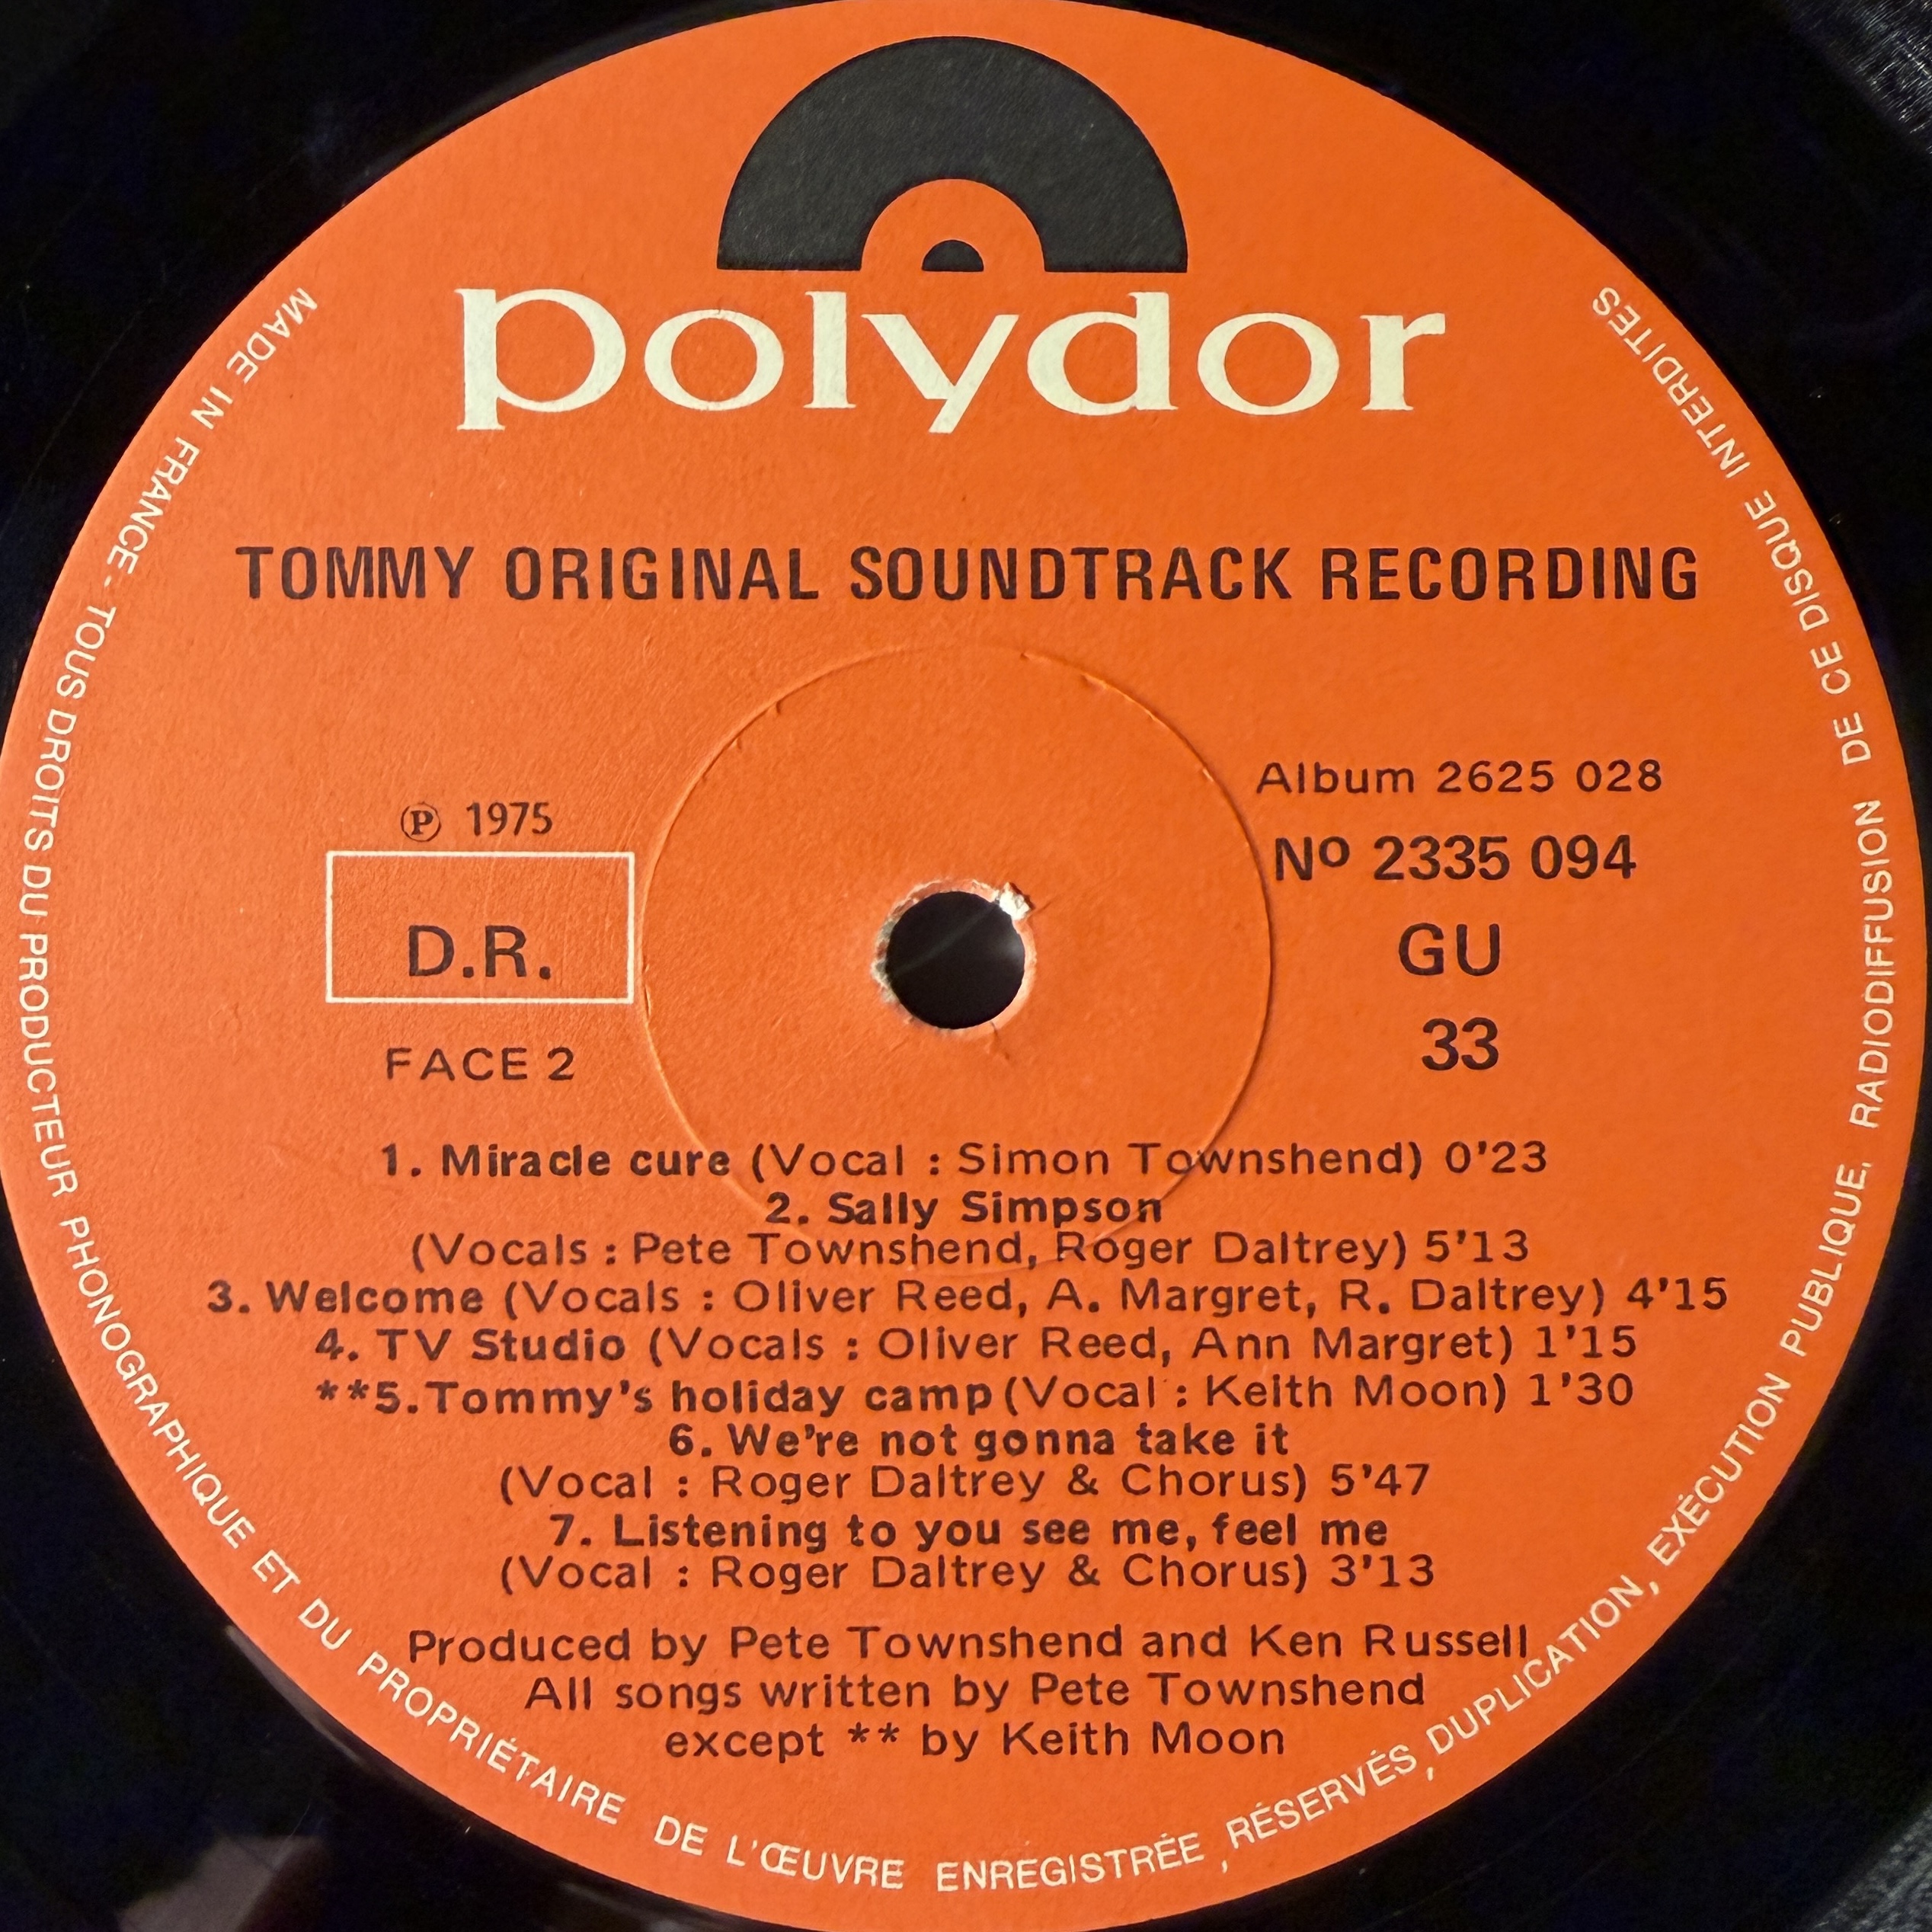 polydor
TOMMY ORIGINAL SOUNDTRACK RECORDING
Ⓟ 1975
D.R.
FACE 2
Album 2625 028
Nº 2335 094
GU
33
1. Miracle cure (Vocal : Simon Townshend) 0'23
2. Sally Simpson
(Vocals : Pete Townshend, Roger Daltrey) 5'13
3. Welcome (Vocals : Oliver Reed, A. Margret, R. Daltrey) 4'15
4. TV Studio (Vocals : Oliver Reed, Ann Margret) 1'15
**5. Tommy's holiday camp (Vocal : Keith Moon) 1'30
6. We're not gonna take it
(Vocal : Roger Daltrey & Chorus) 5'47
7. Listening to you see me, feel me
(Vocal : Roger Daltrey & Chorus) 3'13
Produced by Pete Townshend and Ken Russell
All songs written by Pete Townshend
except ** by Keith Moon
MADE IN FRANCE - TOUS DROITS DU PRODUCTEUR PHONOGRAPHIQUE ET DU PROPRIÉTAIRE DE L'ŒUVRE ENREGISTRÉE, RÉSERVÉS, DUPLICATION, EXÉCUTION PUBLIQUE, RADIODIFFUSION DE CE DISQUE INTERDITES